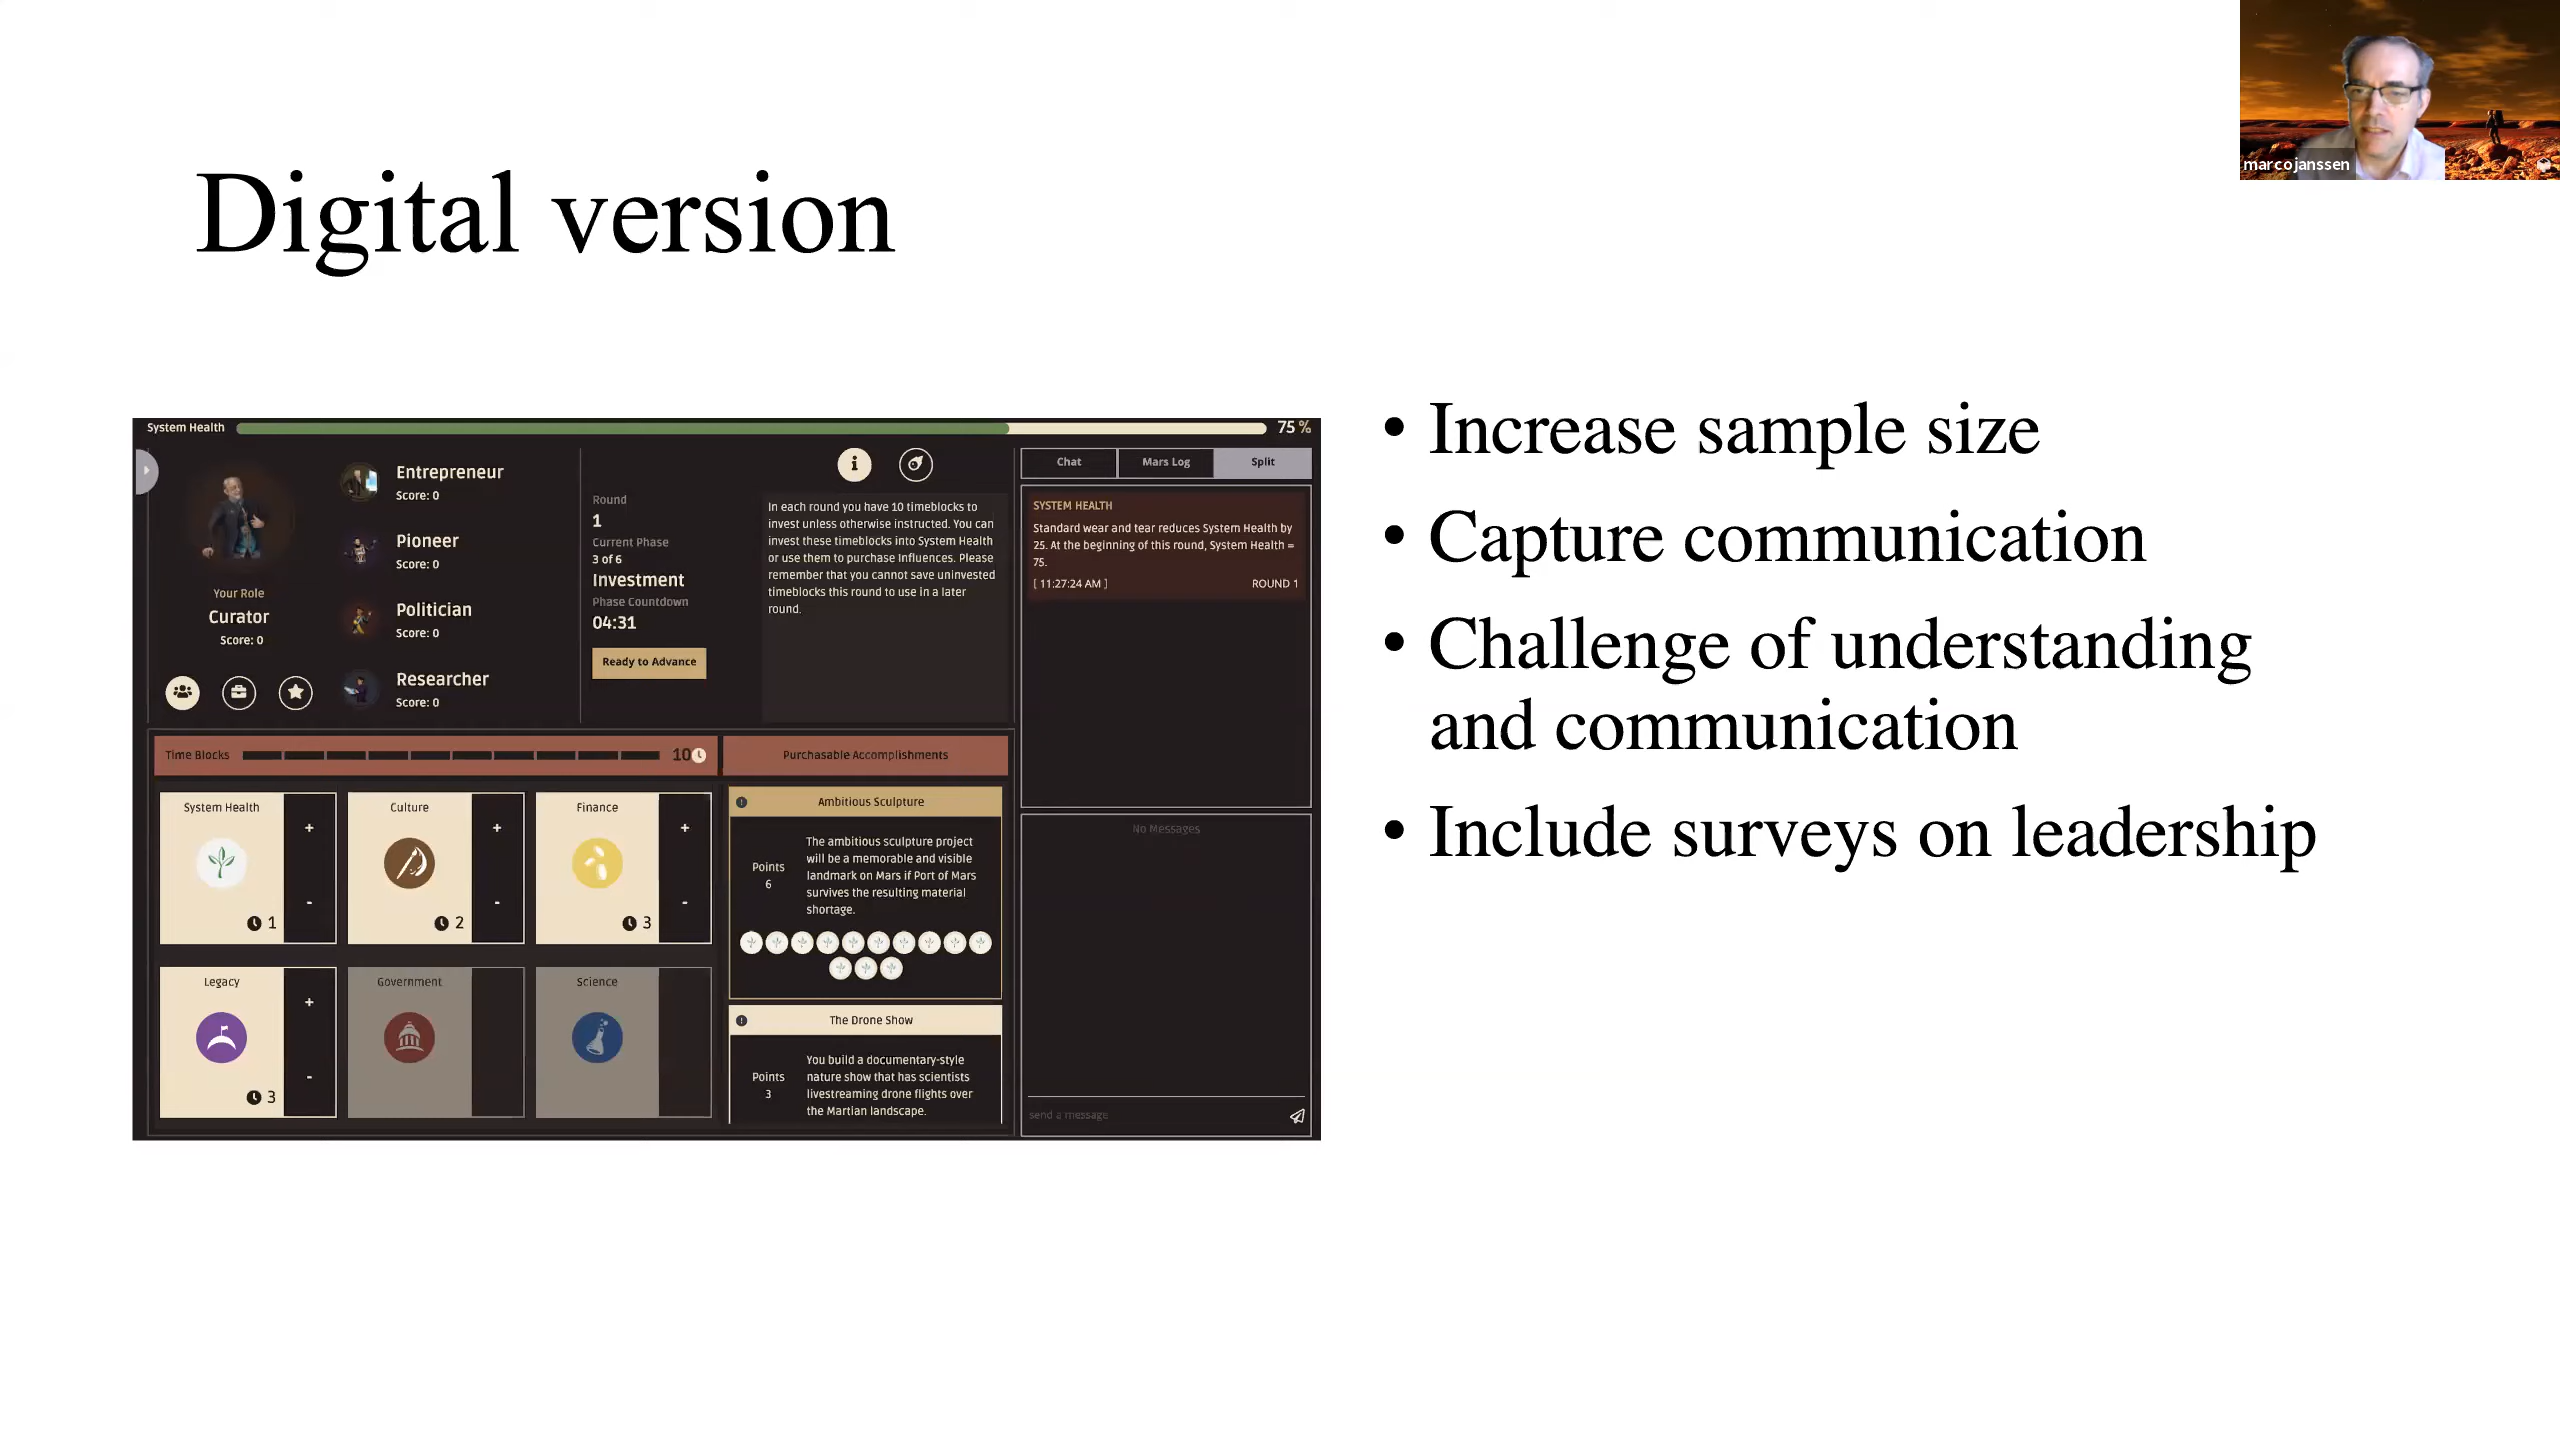 marcojanssen
Digital version
System Health 75 %
Your Role
Curator
Score: 0
Entrepreneur
Score: 0
Pioneer
Score: 0
Politician
Score: 0
Researcher
Score: 0
Round
1
Current Phase
3 of 6
Investment
Phase Countdown
04:31
Ready to Advance
In each round you have 10 timeblocks to
invest unless otherwise instructed. You can
invest these timeblocks into System Health
or use them to purchase Influences. Please
remember that you cannot save uninvested
timeblocks this round to use in a later
round.
Chat Mars Log Split
SYSTEM HEALTH
Standard wear and tear reduces System Health by
25. At the beginning of this round, System Health =
75.
[ 11:27:24 AM ] ROUND 1
No Messages
send a message
Time Blocks 10
System Health
+
-
1
Culture
+
-
2
Finance
+
-
3
Legacy
+
-
3
Government
Science
Purchasable Accomplishments
Ambitious Sculpture
Points
6
The ambitious sculpture project
will be a memorable and visible
landmark on Mars if Port of Mars
survives the resulting material
shortage.
The Drone Show
Points
3
You build a documentary-style
nature show that has scientists
livestreaming drone flights over
the Martian landscape.
• Increase sample size
• Capture communication
• Challenge of understanding
and communication
• Include surveys on leadership